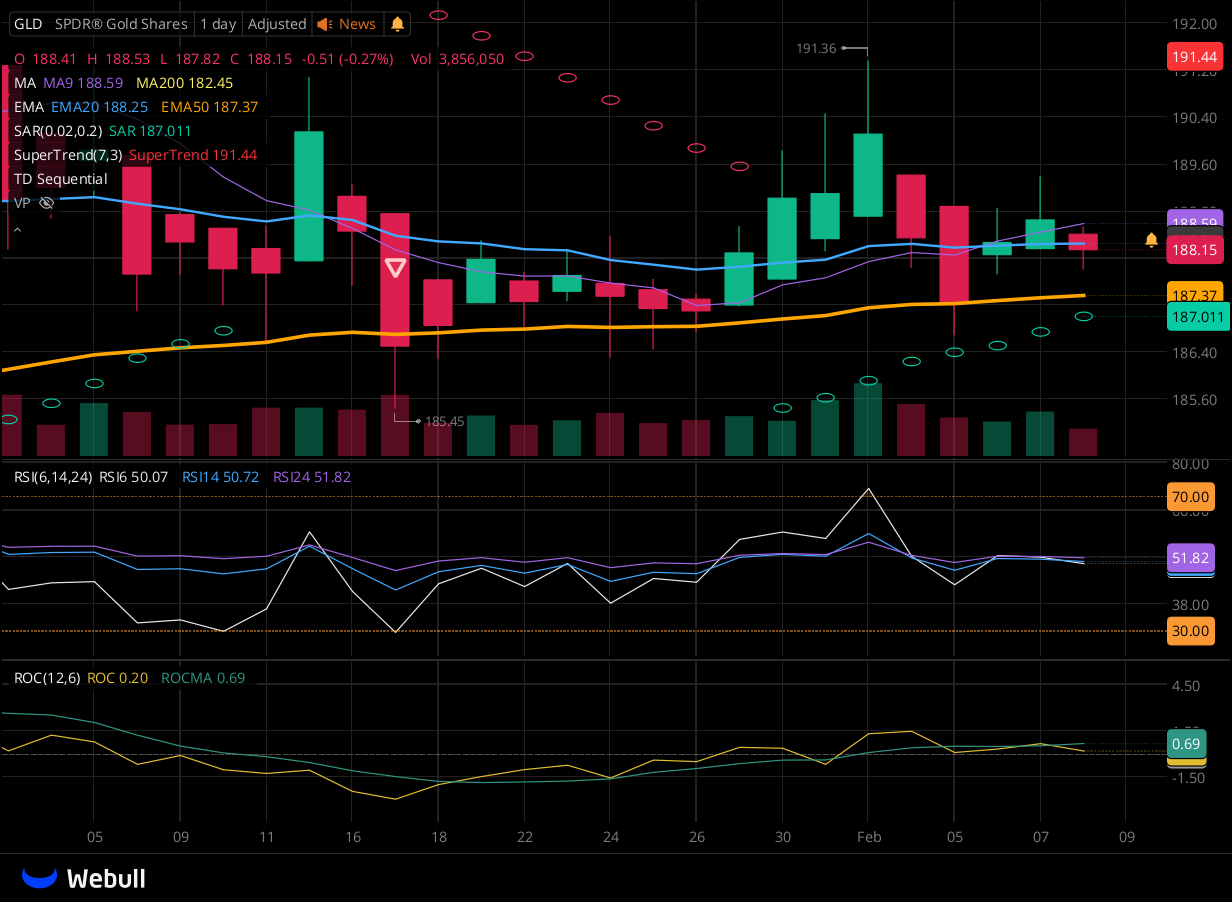 GLD SPDR® Gold Shares 1 day Adjusted News
192.00
191.36
191.44
O 188.41 H 188.53 L 187.82 C 188.15 -0.51 (-0.27%) Vol 3,856,050
MA MA9 188.59 MA200 182.45
EMA EMA20 188.25 EMA50 187.37
190.40
SAR(0.02,0.2) SAR 187.011
SuperTrend(7,3) SuperTrend 191.44
189.60
TD Sequential
VP
188.59
188.15
187.37
187.011
186.40
185.60
185.45
80.00
RSI(6,14,24) RSI6 50.07 RSI14 50.72 RSI24 51.82
70.00
51.82
38.00
30.00
ROC(12,6) ROC 0.20 ROCMA 0.69
4.50
0.69
-1.50
05 09 11 16 18 22 24 26 30 Feb 05 07 09
Webull